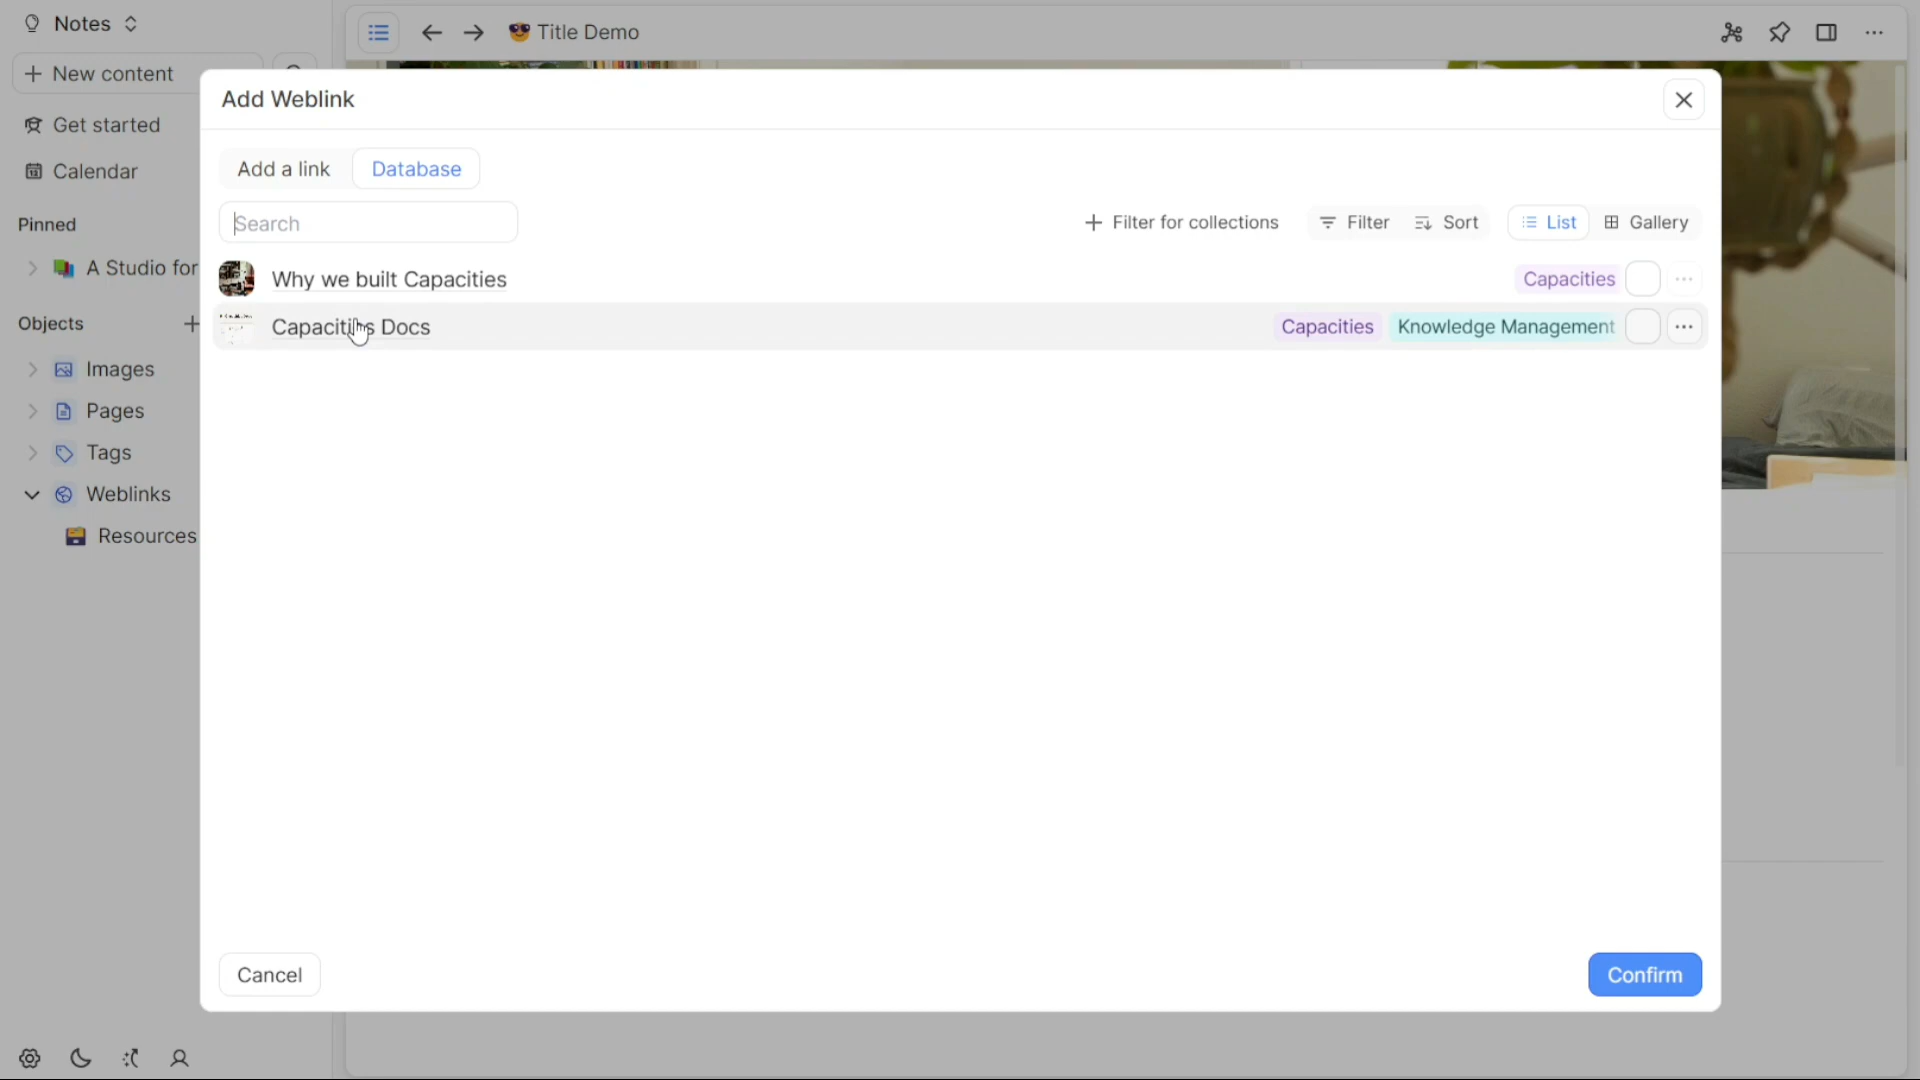 Notes
Title Demo
New content
Add Weblink
Get started
Add a link
Database
Calendar
Search
Filter for collections
Filter
Sort
List
Gallery
Pinned
A Studio for
Why we built Capacities
Capacities
Objects
Capacities Docs
Capacities
Knowledge Management
Images
Pages
Tags
Weblinks
Resources
Cancel
Confirm